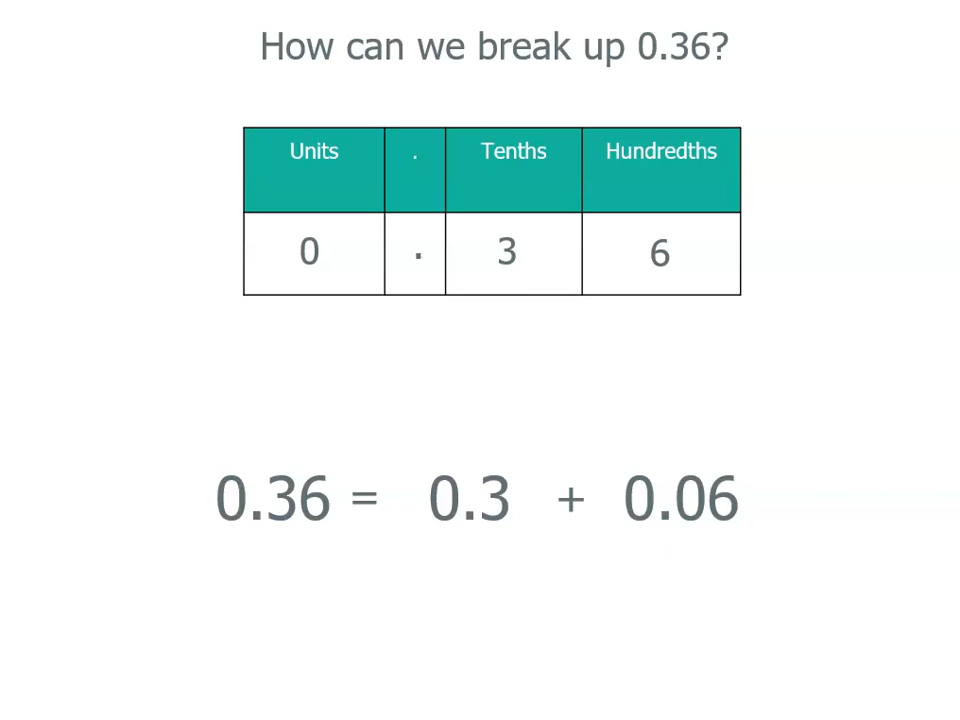 How can we break up 0.36?
Units . Tenths Hundredths
0 . 3 6
0.36 = 0.3 + 0.06